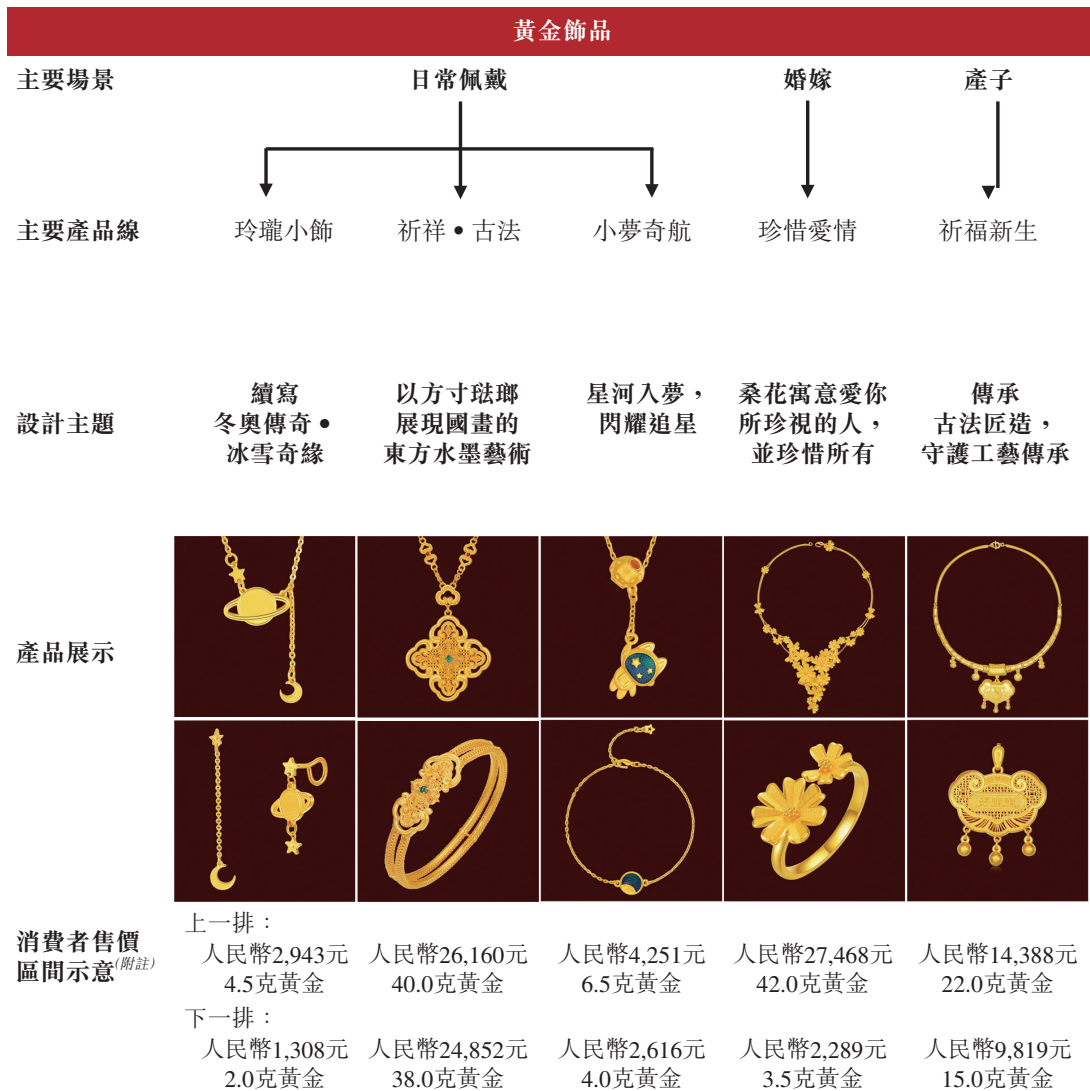 黃金飾品
主要場景 日常佩戴 婚嫁 產子
主要產品線 玲瓏小飾 祈祥•古法 小夢奇航 珍惜愛情 祈福新生
設計主題
續寫
冬奧傳奇•
冰雪奇緣
以方寸琺瑯
展現國畫的
東方水墨藝術
星河入夢，
閃耀追星
桑花寓意愛你
所珍視的人，
並珍惜所有
傳承
古法匠造，
守護工藝傳承
產品展示
消費者售價
區間示意(附註)
上一排：
人民幣2,943元 人民幣26,160元 人民幣4,251元 人民幣27,468元 人民幣14,388元
4.5克黃金 40.0克黃金 6.5克黃金 42.0克黃金 22.0克黃金
下一排：
人民幣1,308元 人民幣24,852元 人民幣2,616元 人民幣2,289元 人民幣9,819元
2.0克黃金 38.0克黃金 4.0克黃金 3.5克黃金 15.0克黃金